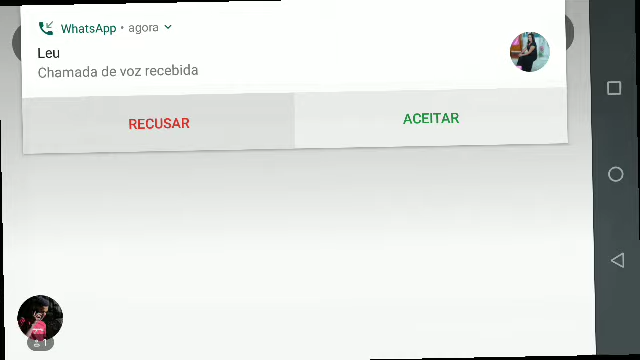 WhatsApp • agora
Leu
Chamada de voz recebida
RECUSAR
ACEITAR
1